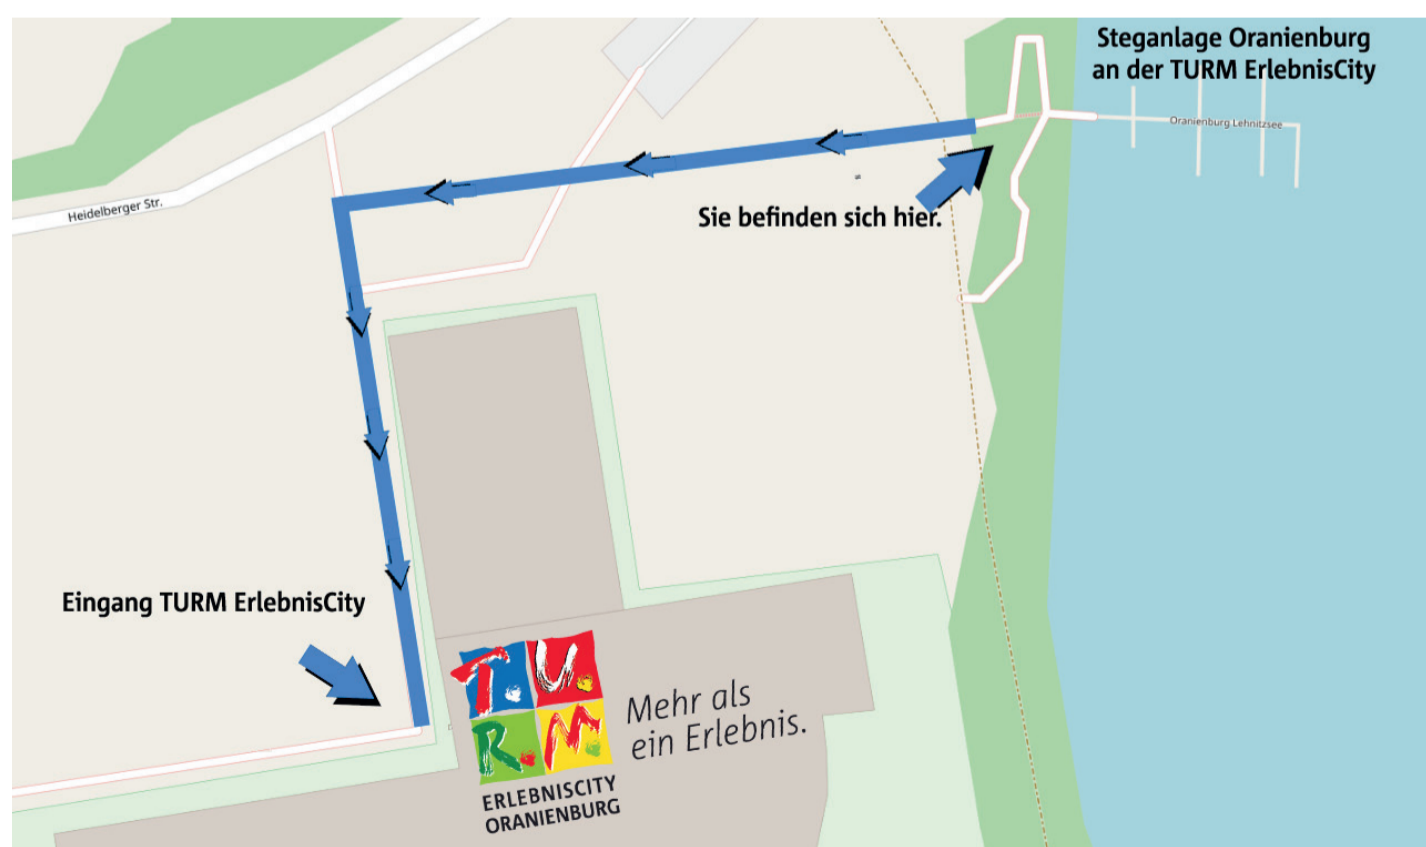 Steganlage Oranienburg
an der TURM ErlebnisCity
Oranienburg Lehnitzsee
Heidelberger Str.
Sie befinden sich hier.
Eingang TURM ErlebnisCity
T.U.
R.M.
Mehr als
ein Erlebnis.
ERLEBNISCITY
ORANIENBURG